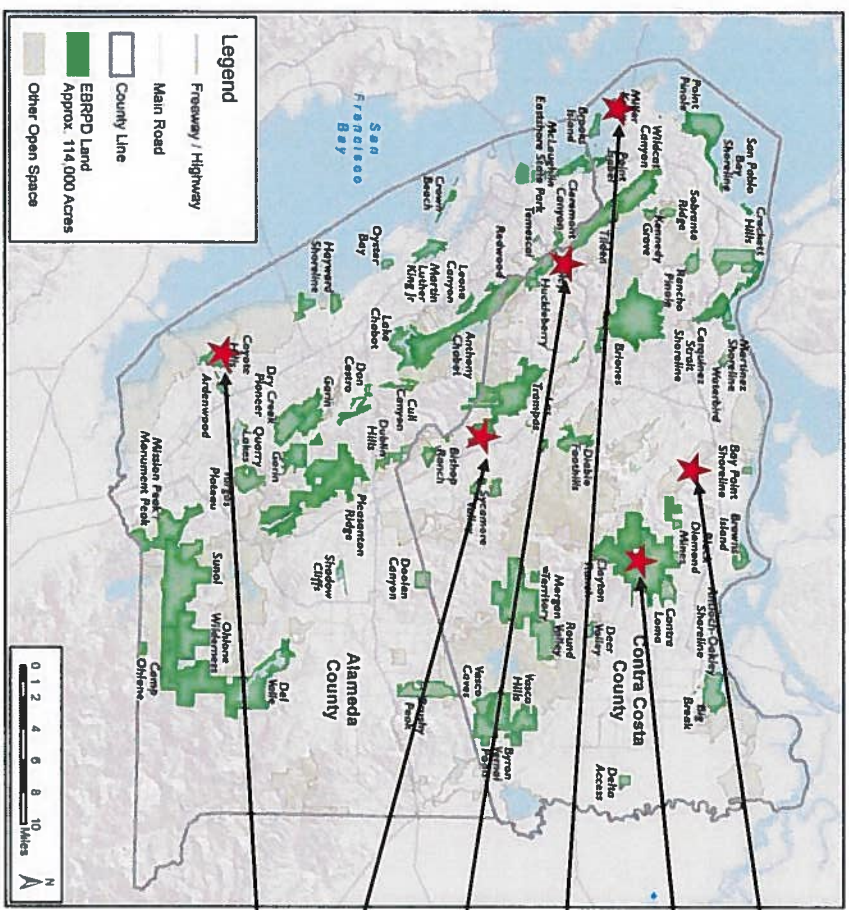 Legend
Freeway / Highway
Main Road
County Line
EBRPD Land
Approx. 114,000 Acres
Other Open Space
San
Francisco
Bay
Point
Pinole
San Pablo
Bay
Shoreline
Crockett
Hills
Martinez
Shoreline
Waterbird
Carquinez
Strait
Shoreline
Rancho
Pinole
Sobrante
Ridge
Kennedy
Grove
Wildcat
Canyon
Miller
Brooks
Island
Point
Isabel
McLaughlin
Eastshore State Park
Claremont
Canyon
Temescal
Tilden
Huckleberry
Redwood
Briones
Bay Point
Shoreline
Browns
Island
Black
Diamond
Mines
Antioch-Oakley
Shoreline
Big
Break
Contra
Loma
Clayton
Ranch
Deer
Valley
Contra Costa
County
Delta
Access
Diablo
Foothills
Las
Trampas
Morgan
Territory
Round
Valley
Vasco
Hills
Vasco
Caves
Byron
Vernal
Pools
Brushy
Peak
Crown
Beach
Martin
Luther
King Jr
Leona
Canyon
Anthony
Chabot
Lake
Chabot
Oyster
Bay
Hayward
Shoreline
Don
Castro
Cull
Canyon
Dublin
Hills
Bishop
Ranch
Sycamore
Valley
Doolan
Canyon
Coyote
Hills
Ardenwood
Dry Creek
Pioneer
Garin
Quarry
Lakes
Garin
Pleasanton
Ridge
Shadow
Cliffs
Vargas
Plateau
Mission Peak /
Monument Peak
Sunol
Ohlone
Wilderness
Camp
Ohlone
Del
Valle
Alameda
County
0 1 2 4 6 8 10
Miles
N